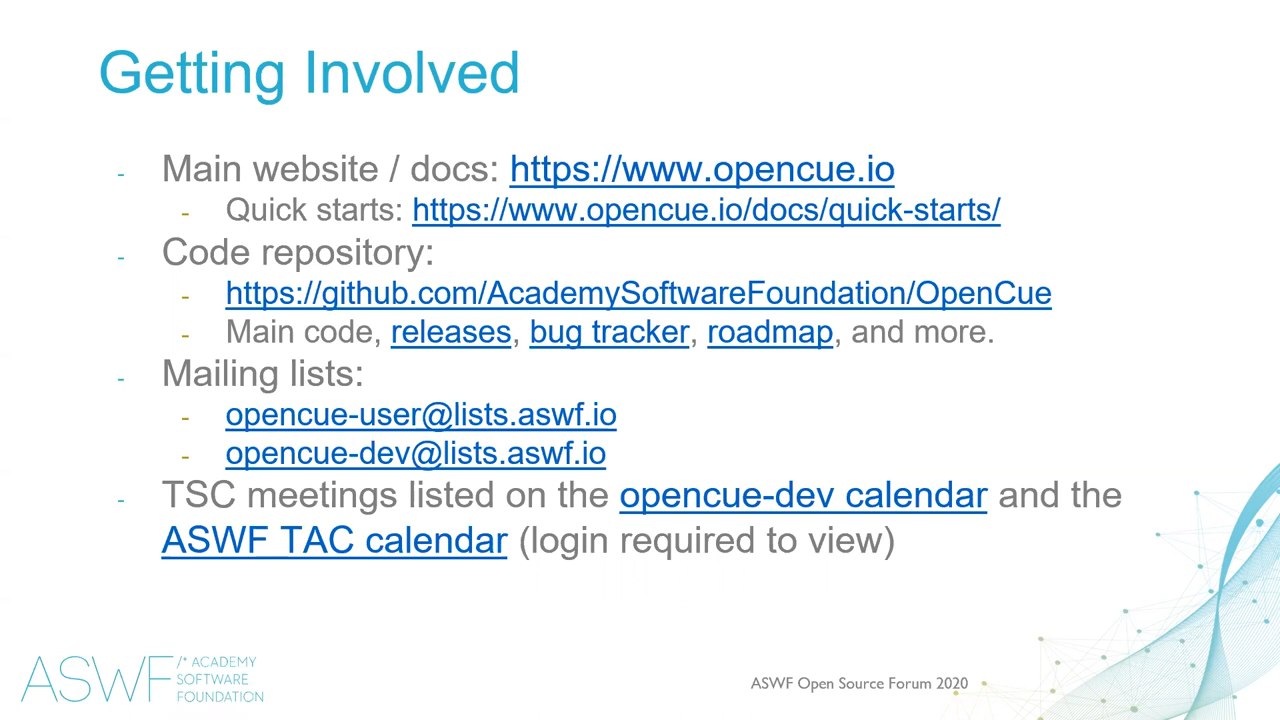 Getting Involved
- Main website / docs: https://www.opencue.io
- Quick starts: https://www.opencue.io/docs/quick-starts/
- Code repository:
- https://github.com/AcademySoftwareFoundation/OpenCue
- Main code, releases, bug tracker, roadmap, and more.
- Mailing lists:
- opencue-user@lists.aswf.io
- opencue-dev@lists.aswf.io
- TSC meetings listed on the opencue-dev calendar and the
ASWF TAC calendar (login required to view)
ASWF /* ACADEMY
SOFTWARE
FOUNDATION
ASWF Open Source Forum 2020